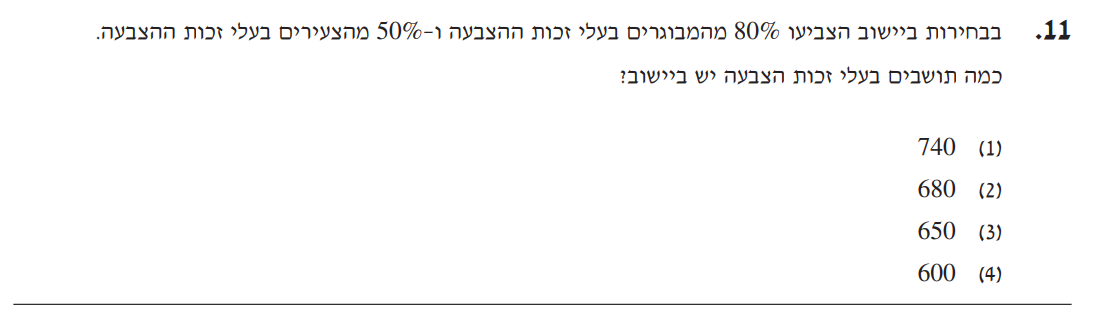 11. בבחירות ביישוב הצביעו 80% מהמבוגרים בעלי זכות ההצבעה ו-50% מהצעירים בעלי זכות ההצבעה.
כמה תושבים בעלי זכות הצבעה יש ביישוב?
(1) 740
(2) 680
(3) 650
(4) 600